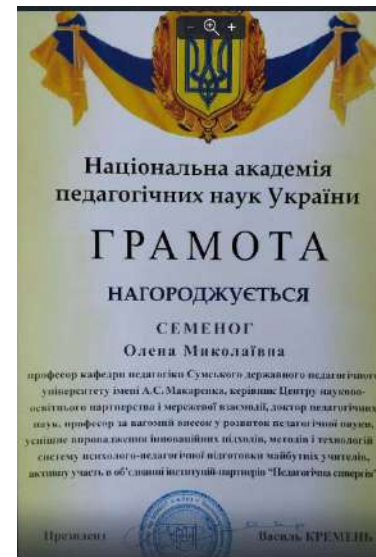 Національна академія
педагогічних наук України
ГРАМОТА
НАГОРОДЖУЄТЬСЯ
СЕМЕНОГ
Олена Миколаївна
професор кафедри педагогіки Сумського державного педагогічного
університету імені А.С.Макаренка, керівник Центру науково-
освітнього партнерства і мережевої взаємодії, доктор педагогічних
наук, професор за вагомий внесок у розвиток педагогічної науки,
успішне впровадження інноваційних підходів, методів і технологій
систему психолого-педагогічної підготовки майбутніх учителів,
активну участь в об'єднанні інституцій-партнерів "Педагогічна синергія"
Президент Василь КРЕМЕНЬ